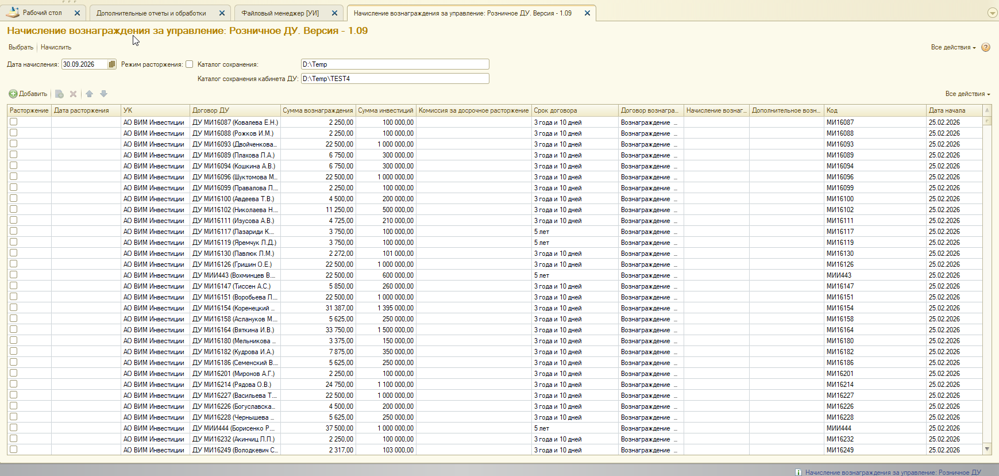 Рабочий стол Дополнительные отчеты и обработки Файловый менеджер [УИ] Начисление вознаграждения за управление: Розничное ДУ. Версия - 1.09
Начисление вознаграждения за управление: Розничное ДУ. Версия - 1.09
Выбрать Начислить Все действия ?
Дата начисления: 30.09.2026 Режим расторжения: Каталог сохранения: D:\Temp
Каталог сохранения кабинета ДУ: D:\Temp\TEST4
Добавить Все действия
Расторжение Дата расторжения УК Договор ДУ Сумма вознаграждения Сумма инвестиций Комиссия за досрочное расторжение Срок договора Договор вознагра... Начисление вознаг... Дополнительное возн... Код Дата начала
АО ВИМ Инвестиции ДУ МИ16087 (Ковалева Е.Н.) 2 250,00 100 000,00 3 года и 10 дней Вознаграждение ... МИ16087 25.02.2026
АО ВИМ Инвестиции ДУ МИ16088 (Рожков И.М.) 2 250,00 100 000,00 3 года и 10 дней Вознаграждение ... МИ16088 25.02.2026
АО ВИМ Инвестиции ДУ МИ16093 (Двойченкова... 22 500,00 1 000 000,00 3 года и 10 дней Вознаграждение ... МИ16093 25.02.2026
АО ВИМ Инвестиции ДУ МИ16089 (Плахова Л.А.) 6 750,00 300 000,00 3 года и 10 дней Вознаграждение ... МИ16089 25.02.2026
АО ВИМ Инвестиции ДУ МИ16094 (Кошкина А.В.) 6 750,00 300 000,00 3 года и 10 дней Вознаграждение ... МИ16094 25.02.2026
АО ВИМ Инвестиции ДУ МИ16096 (Шуктомова М... 22 500,00 1 000 000,00 3 года и 10 дней Вознаграждение ... МИ16096 25.02.2026
АО ВИМ Инвестиции ДУ МИ16099 (Правалова Л... 2 250,00 100 000,00 3 года и 10 дней Вознаграждение ... МИ16099 25.02.2026
АО ВИМ Инвестиции ДУ МИ16100 (Авдеева Т.В.) 4 500,00 200 000,00 3 года и 10 дней Вознаграждение ... МИ16100 25.02.2026
АО ВИМ Инвестиции ДУ МИ16102 (Николаева Н... 11 250,00 500 000,00 3 года и 10 дней Вознаграждение ... МИ16102 25.02.2026
АО ВИМ Инвестиции ДУ МИ16111 (Изусова А.В.) 4 725,00 210 000,00 3 года и 10 дней Вознаграждение ... МИ16111 25.02.2026
АО ВИМ Инвестиции ДУ МИ16117 (Лазариди К... 3 750,00 100 000,00 5 лет Вознаграждение ... МИ16117 25.02.2026
АО ВИМ Инвестиции ДУ МИ16119 (Яремчук Л.Д.) 3 750,00 100 000,00 5 лет Вознаграждение ... МИ16119 25.02.2026
АО ВИМ Инвестиции ДУ МИ16130 (Павлюк Л.М.) 2 272,00 101 000,00 3 года и 10 дней Вознаграждение ... МИ16130 25.02.2026
АО ВИМ Инвестиции ДУ МИ16126 (Гришин О.Е.) 22 500,00 1 000 000,00 3 года и 10 дней Вознаграждение ... МИ16126 25.02.2026
АО ВИМ Инвестиции ДУ МИИ443 (Вохминцев В... 22 500,00 600 000,00 5 лет Вознаграждение ... МИИ443 25.02.2026
АО ВИМ Инвестиции ДУ МИ16147 (Тиссен А.С.) 5 850,00 260 000,00 3 года и 10 дней Вознаграждение ... МИ16147 25.02.2026
АО ВИМ Инвестиции ДУ МИ16151 (Воробьева Л... 22 500,00 1 000 000,00 3 года и 10 дней Вознаграждение ... МИ16151 25.02.2026
АО ВИМ Инвестиции ДУ МИ16154 (Коренецкий ... 31 387,00 1 395 000,00 3 года и 10 дней Вознаграждение ... МИ16154 25.02.2026
АО ВИМ Инвестиции ДУ МИ16158 (Аслануков М... 5 625,00 250 000,00 3 года и 10 дней Вознаграждение ... МИ16158 25.02.2026
АО ВИМ Инвестиции ДУ МИ16164 (Вяткина И.В.) 33 750,00 1 500 000,00 3 года и 10 дней Вознаграждение ... МИ16164 25.02.2026
АО ВИМ Инвестиции ДУ МИ16180 (Мельникова ... 3 375,00 150 000,00 3 года и 10 дней Вознаграждение ... МИ16180 25.02.2026
АО ВИМ Инвестиции ДУ МИ16182 (Кудрова И.А.) 7 875,00 350 000,00 3 года и 10 дней Вознаграждение ... МИ16182 25.02.2026
АО ВИМ Инвестиции ДУ МИ16186 (Семенский В... 5 625,00 250 000,00 3 года и 10 дней Вознаграждение ... МИ16186 25.02.2026
АО ВИМ Инвестиции ДУ МИ16201 (Миронов А.Г.) 2 250,00 100 000,00 3 года и 10 дней Вознаграждение ... МИ16201 25.02.2026
АО ВИМ Инвестиции ДУ МИ16214 (Рядова О.В.) 24 750,00 1 100 000,00 3 года и 10 дней Вознаграждение ... МИ16214 25.02.2026
АО ВИМ Инвестиции ДУ МИ16227 (Васильева Т... 22 500,00 1 000 000,00 3 года и 10 дней Вознаграждение ... МИ16227 25.02.2026
АО ВИМ Инвестиции ДУ МИ16226 (Богуславска... 4 500,00 200 000,00 3 года и 10 дней Вознаграждение ... МИ16226 25.02.2026
АО ВИМ Инвестиции ДУ МИ16228 (Чернышева ... 5 625,00 250 000,00 3 года и 10 дней Вознаграждение ... МИ16228 25.02.2026
АО ВИМ Инвестиции ДУ МИИ444 (Борисенко Р... 37 500,00 1 000 000,00 5 лет Вознаграждение ... МИИ444 25.02.2026
АО ВИМ Инвестиции ДУ МИ16232 (Акинчиц Л.П.) 2 250,00 100 000,00 3 года и 10 дней Вознаграждение ... МИ16232 25.02.2026
АО ВИМ Инвестиции ДУ МИ16249 (Володкевич С... 2 317,00 103 000,00 3 года и 10 дней Вознаграждение ... МИ16249 25.02.2026
Начисление вознаграждения за управление: Розничное ДУ